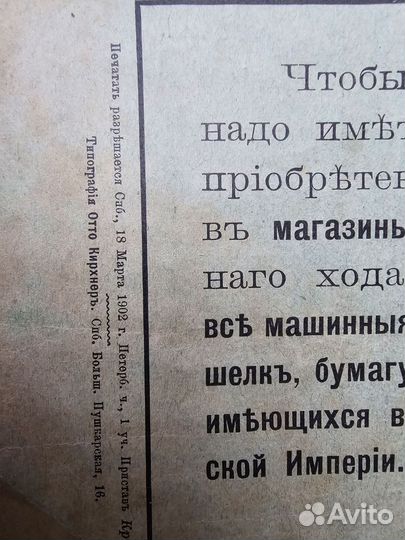 Печатать разрѣшается Спб., 18 Марта 1902 г. Петерб. ч., 1 уч. Приставъ
Типографія Отто Кирхнеръ. Спб. Больш. Пушкарская, 16.
Чтобы
надо имѣт
пріобрѣтен
въ магазинь
наго хода
всѣ машинныя
шелкъ, бумагу
имѣющихся в
ской Имперіи.
Avito